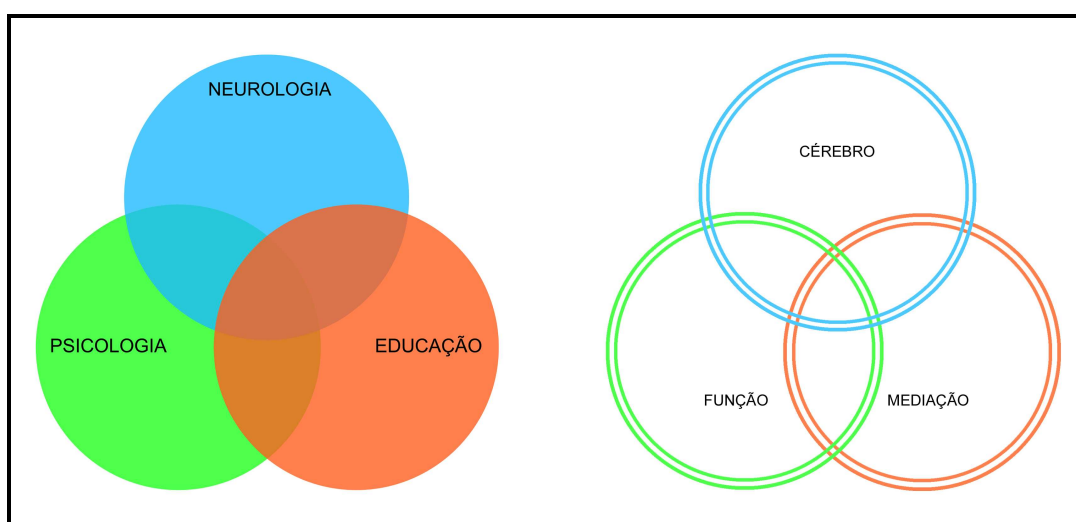 NEUROLOGIA
PSICOLOGIA
EDUCAÇÃO
CÉREBRO
FUNÇÃO
MEDIAÇÃO